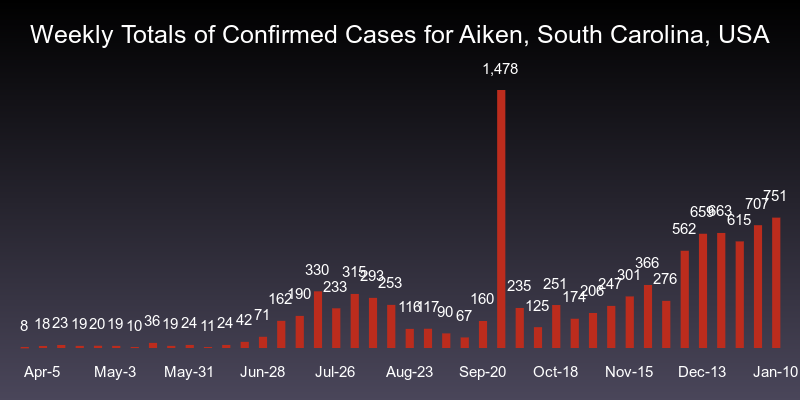 Weekly Totals of Confirmed Cases for Aiken, South Carolina, USA
1,478
8 18 23 19 20 19 10 36 19 24 11 24 42 71 162 190 330 233 315 293 253 116 117 90 67 160 235 125 251 174 206 247 301 366 276 562 659 663 615 707 751
Apr-5 May-3 May-31 Jun-28 Jul-26 Aug-23 Sep-20 Oct-18 Nov-15 Dec-13 Jan-10